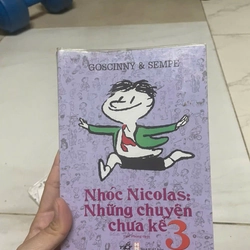 GOSCINNY & SEMPÉ
Nhóc Nicolas:
Những chuyện
chưa kể 3